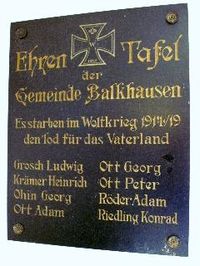 Ehren Tafel
der
Gemeinde Balkhausen
Es starben im Weltkrieg 1914/19
den Tod für das Vaterland
Grosch Ludwig Ott Georg
Krämer Heinrich Ott Peter
Ohin Georg Röder Adam
Ott Adam Riedling Konrad